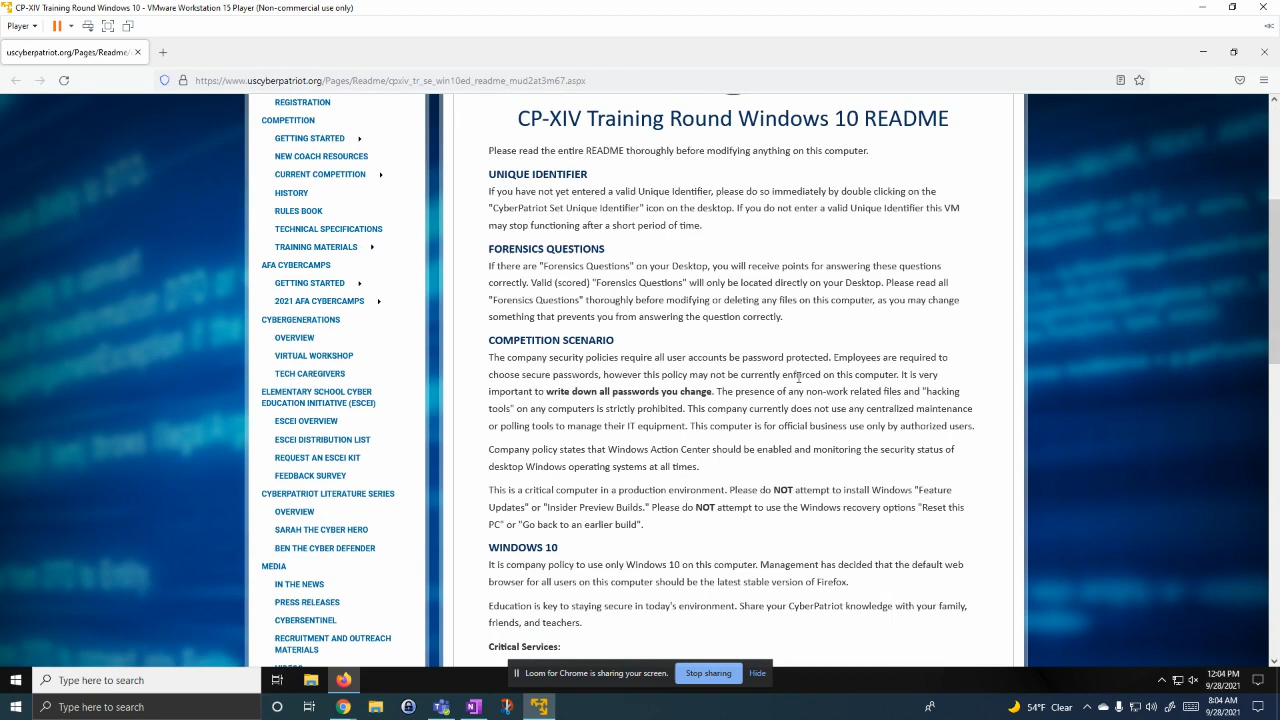 CP-XIV Training Round Windows 10 - VMware Workstation 15 Player (Non-commercial use only)
Player
uscyberpatriot.org/Pages/Readme/
https://www.uscyberpatriot.org/Pages/Readme/cpxiv_tr_se_win10ed_readme_mud2at3m67.aspx
REGISTRATION
COMPETITION
GETTING STARTED
NEW COACH RESOURCES
CURRENT COMPETITION
HISTORY
RULES BOOK
TECHNICAL SPECIFICATIONS
TRAINING MATERIALS
AFA CYBERCAMPS
GETTING STARTED
2021 AFA CYBERCAMPS
CYBERGENERATIONS
OVERVIEW
VIRTUAL WORKSHOP
TECH CAREGIVERS
ELEMENTARY SCHOOL CYBER
EDUCATION INITIATIVE (ESCEI)
ESCEI OVERVIEW
ESCEI DISTRIBUTION LIST
REQUEST AN ESCEI KIT
FEEDBACK SURVEY
CYBERPATRIOT LITERATURE SERIES
OVERVIEW
SARAH THE CYBER HERO
BEN THE CYBER DEFENDER
MEDIA
IN THE NEWS
PRESS RELEASES
CYBERSENTINEL
RECRUITMENT AND OUTREACH
MATERIALS
CP-XIV Training Round Windows 10 README
Please read the entire README thoroughly before modifying anything on this computer.
UNIQUE IDENTIFIER
If you have not yet entered a valid Unique Identifier, please do so immediately by double clicking on the
"CyberPatriot Set Unique Identifier" icon on the desktop. If you do not enter a valid Unique Identifier this VM
may stop functioning after a short period of time.
FORENSICS QUESTIONS
If there are "Forensics Questions" on your Desktop, you will receive points for answering these questions
correctly. Valid (scored) "Forensics Questions" will only be located directly on your Desktop. Please read all
"Forensics Questions" thoroughly before modifying or deleting any files on this computer, as you may change
something that prevents you from answering the question correctly.
COMPETITION SCENARIO
The company security policies require all user accounts be password protected. Employees are required to
choose secure passwords, however this policy may not be currently enforced on this computer. It is very
important to write down all passwords you change. The presence of any non-work related files and "hacking
tools" on any computers is strictly prohibited. This company currently does not use any centralized maintenance
or polling tools to manage their IT equipment. This computer is for official business use only by authorized users.
Company policy states that Windows Action Center should be enabled and monitoring the security status of
desktop Windows operating systems at all times.
This is a critical computer in a production environment. Please do NOT attempt to install Windows "Feature
Updates" or "Insider Preview Builds." Please do NOT attempt to use the Windows recovery options "Reset this
PC" or "Go back to an earlier build".
WINDOWS 10
It is company policy to use only Windows 10 on this computer. Management has decided that the default web
browser for all users on this computer should be the latest stable version of Firefox.
Education is key to staying secure in today's environment. Share your CyberPatriot knowledge with your family,
friends, and teachers.
Critical Services:
Loom for Chrome is sharing your screen.
Stop sharing
Hide
Type here to search
12:04 PM
9/28/2021
Type here to search
54°F Clear
8:04 AM
9/28/2021